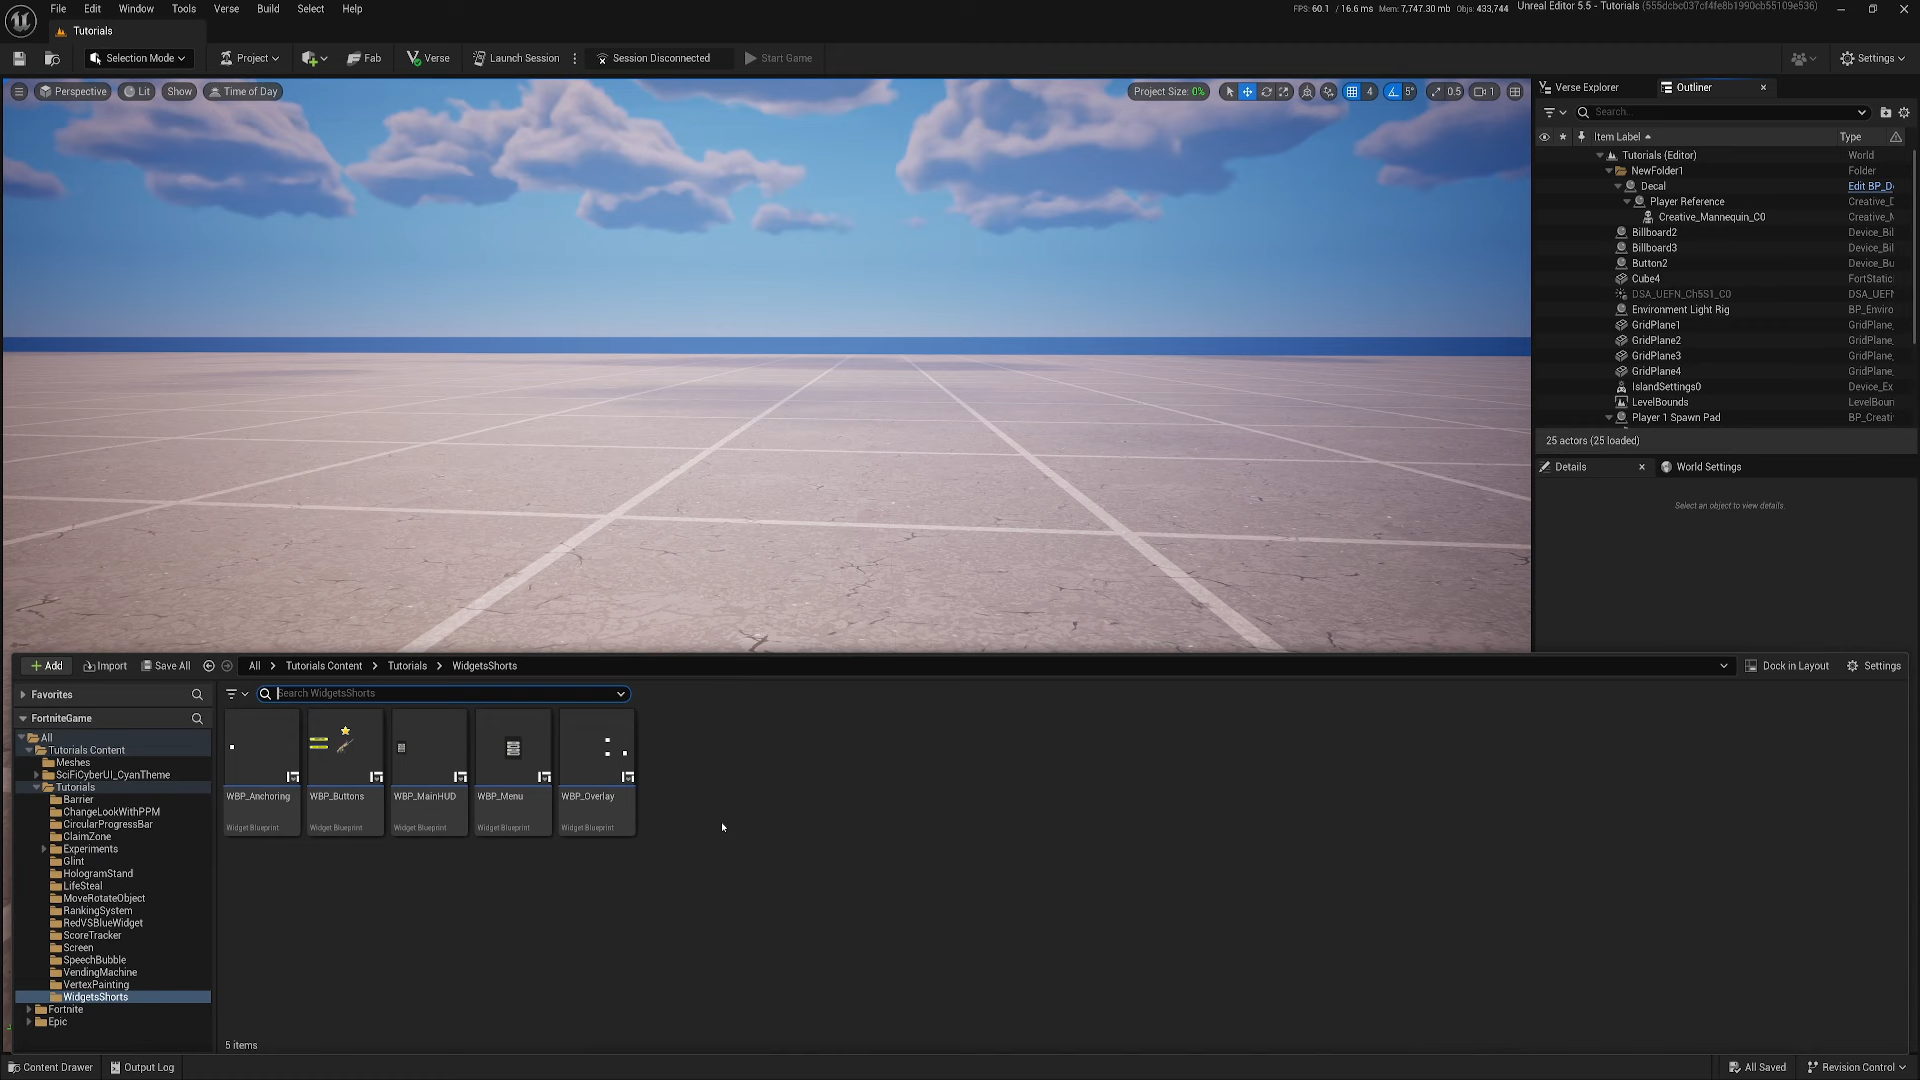 File Edit Window Tools Verse Build Select Help
FPS: 60.1 / 16.6 ms Mem: 7,747.30 mb Objs: 433,744 Unreal Editor 5.5 - Tutorials (555dcbc037cf4fe8b1990cb55109e536)
Tutorials
Selection Mode Project Fab Verse Launch Session Session Disconnected Start Game Settings
Perspective Lit Show Time of Day Project Size: 0% 4 5° 0.5 1
Verse Explorer Outliner
Search...
Item Label Type
Tutorials (Editor) World
NewFolder1 Folder
Decal Edit BP_D
Player Reference Creative_D
Creative_Mannequin_C0 Creative_M
Billboard2 Device_Bil
Billboard3 Device_Bil
Button2 Device_Bu
Cube4 FortStatic
DSA_UEFN_Ch5S1_C0 DSA_UEFN
Environment Light Rig BP_Enviro
GridPlane1 GridPlane_
GridPlane2 GridPlane_
GridPlane3 GridPlane_
GridPlane4 GridPlane_
IslandSettings0 Device_Ex
LevelBounds LevelBoun
Player 1 Spawn Pad BP_Creati
25 actors (25 loaded)
Details World Settings
Select an object to view details.
Add Import Save All All Tutorials Content Tutorials WidgetsShorts Dock in Layout Settings
Favorites
Search WidgetsShorts
FortniteGame
All
Tutorials Content
Meshes
SciFiCyberUI_CyanTheme
Tutorials
Barrier
ChangeLookWithPPM
CircularProgressBar
ClaimZone
Experiments
Glint
HologramStand
LifeSteal
MoveRotateObject
RankingSystem
RedVSBlueWidget
ScoreTracker
Screen
SpeechBubble
VendingMachine
VertexPainting
WidgetsShorts
Fortnite
Epic
WBP_Anchoring WBP_Buttons WBP_MainHUD WBP_Menu WBP_Overlay
Widget Blueprint Widget Blueprint Widget Blueprint Widget Blueprint Widget Blueprint
5 items
Content Drawer Output Log All Saved Revision Control